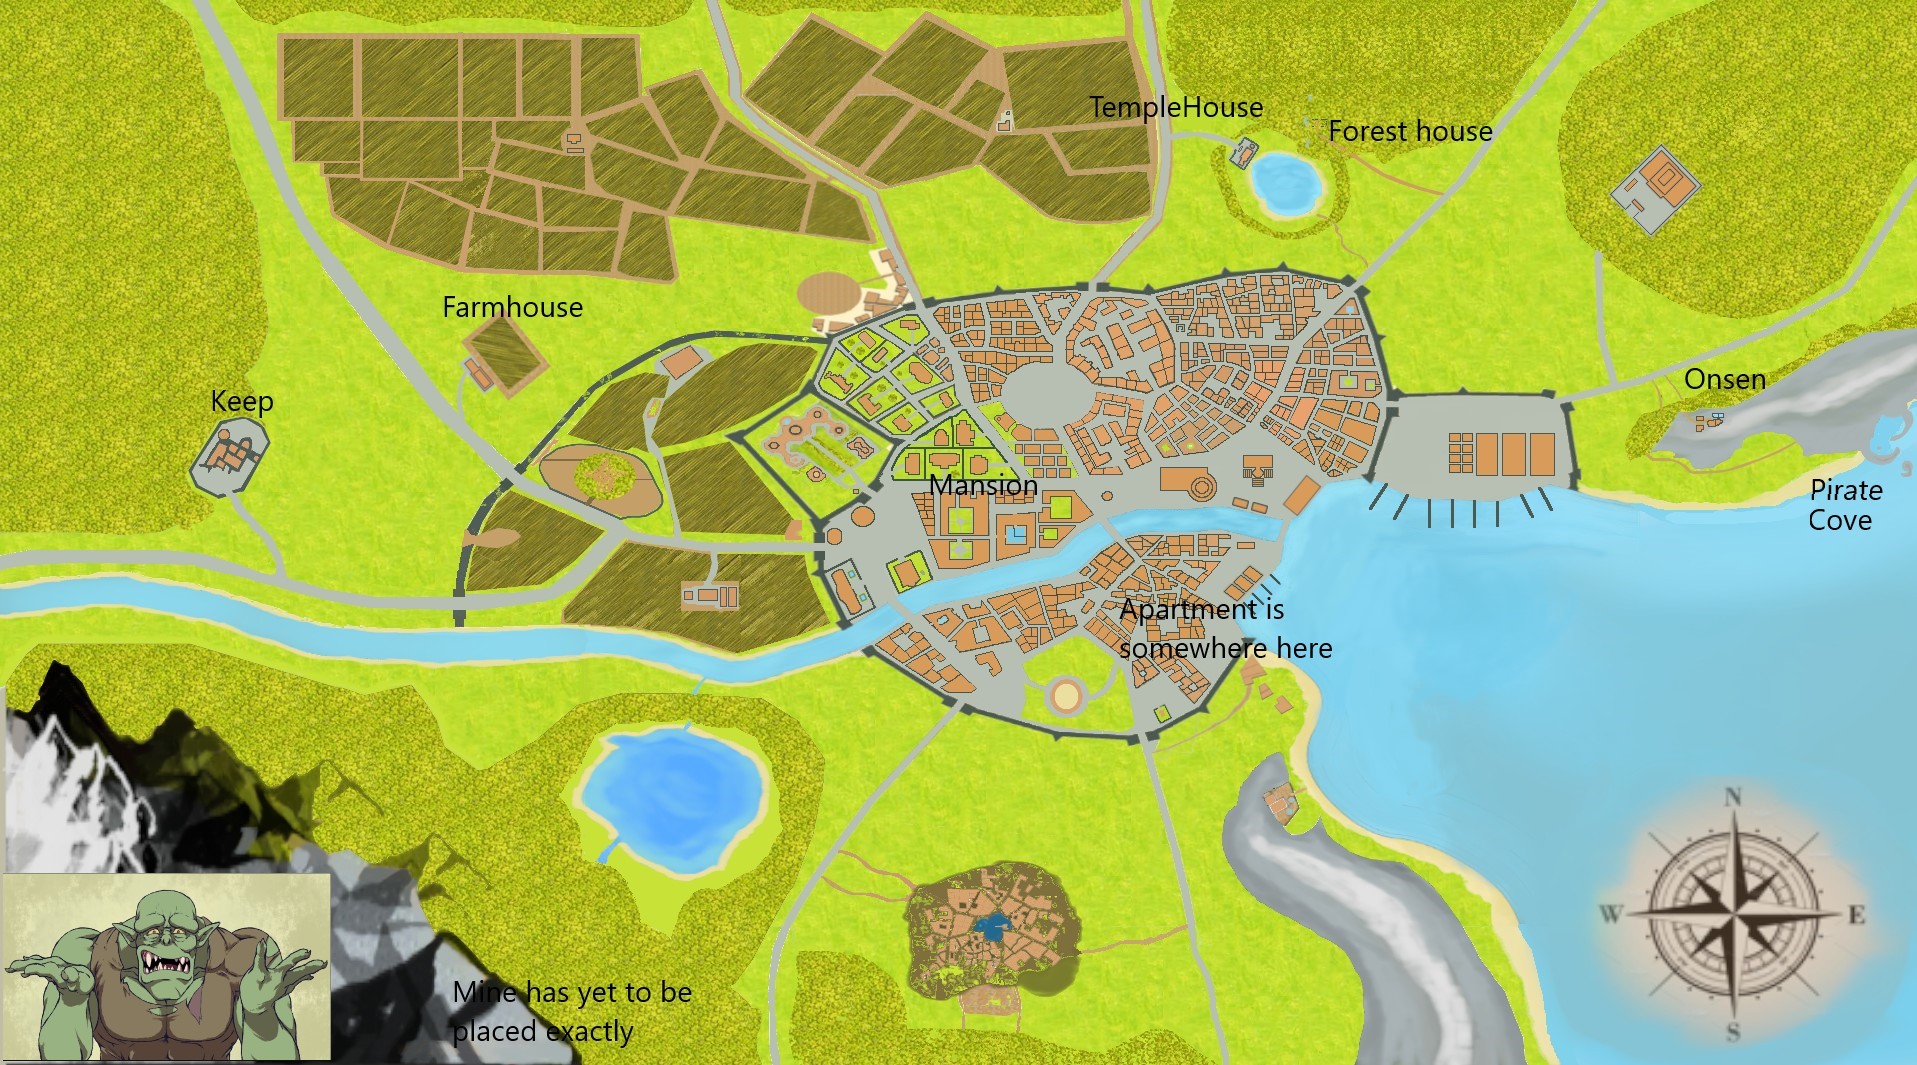 TempleHouse
Forest house
Farmhouse
Keep
Onsen
Mansion
Pirate
Cove
Apartment is
somewhere here
N
W
E
S
Mine has yet to be
placed exactly